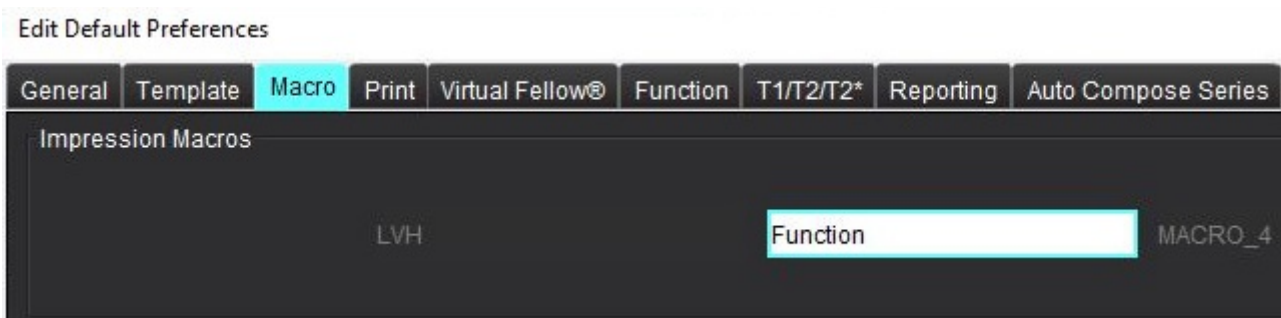 Edit Default Preferences
General Template Macro Print Virtual Fellow® Function T1/T2/T2* Reporting Auto Compose Series
Impression Macros
LVH Function MACRO_4